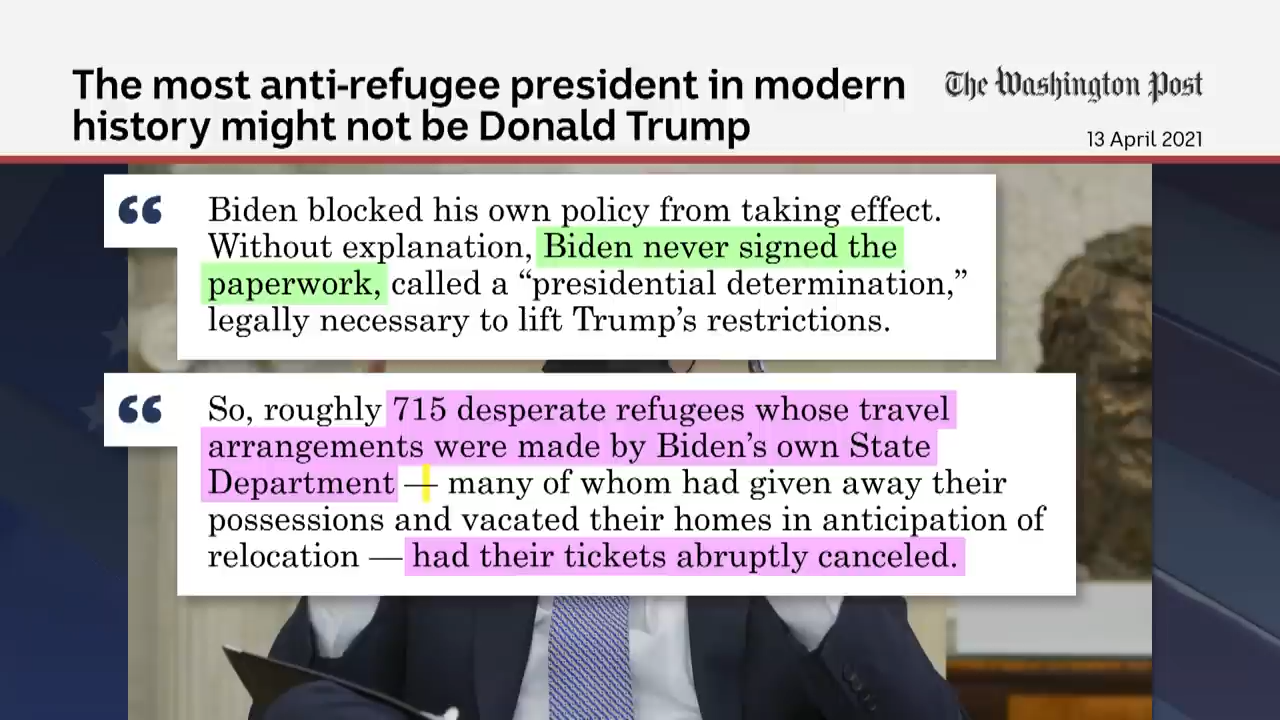 The most anti-refugee president in modern
history might not be Donald Trump
The Washington Post
13 April 2021
“
Biden blocked his own policy from taking effect.
Without explanation, Biden never signed the
paperwork, called a “presidential determination,”
legally necessary to lift Trump’s restrictions.
“
So, roughly 715 desperate refugees whose travel
arrangements were made by Biden’s own State
Department — many of whom had given away their
possessions and vacated their homes in anticipation of
relocation — had their tickets abruptly canceled.